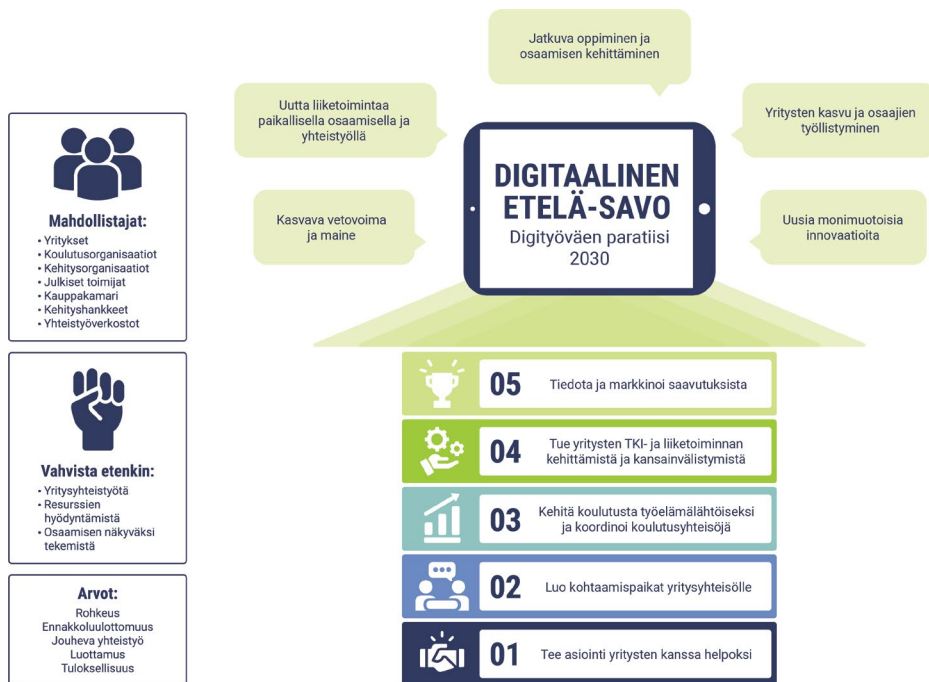 Jatkuva oppiminen ja
osaamisen kehittäminen
Uutta liiketoimintaa
paikallisella osaamisella ja
yhteistyöllä
Yritysten kasvu ja osaajien
työllistyminen
Kasvava vetovoima
ja maine
DIGITAALINEN
ETELÄ-SAVO
Digityöväen paratiisi
2030
Uusia monimuotoisia
innovaatioita
Mahdollistajat:
• Yritykset
• Koulutusorganisaatiot
• Kehitysorganisaatiot
• Julkiset toimijat
• Kauppakamari
• Kehityshankkeet
• Yhteistyöverkostot
Vahvista etenkin:
• Yritysyhteistyötä
• Resurssien
hyödyntämistä
• Osaamisen näkyväksi
tekemistä
Arvot:
Rohkeus
Ennakkoluulottomuus
Jouheva yhteistyö
Luottamus
Tuloksellisuus
05 Tiedota ja markkinoi saavutuksista
04 Tue yritysten TKI- ja liiketoiminnan
kehittämistä ja kansainvälistymistä
03 Kehitä koulutusta työelämälähtöiseksi
ja koordinoi koulutusyhteisöjä
02 Luo kohtaamispaikat yritysyhteisölle
01 Tee asiointi yritysten kanssa helpoksi